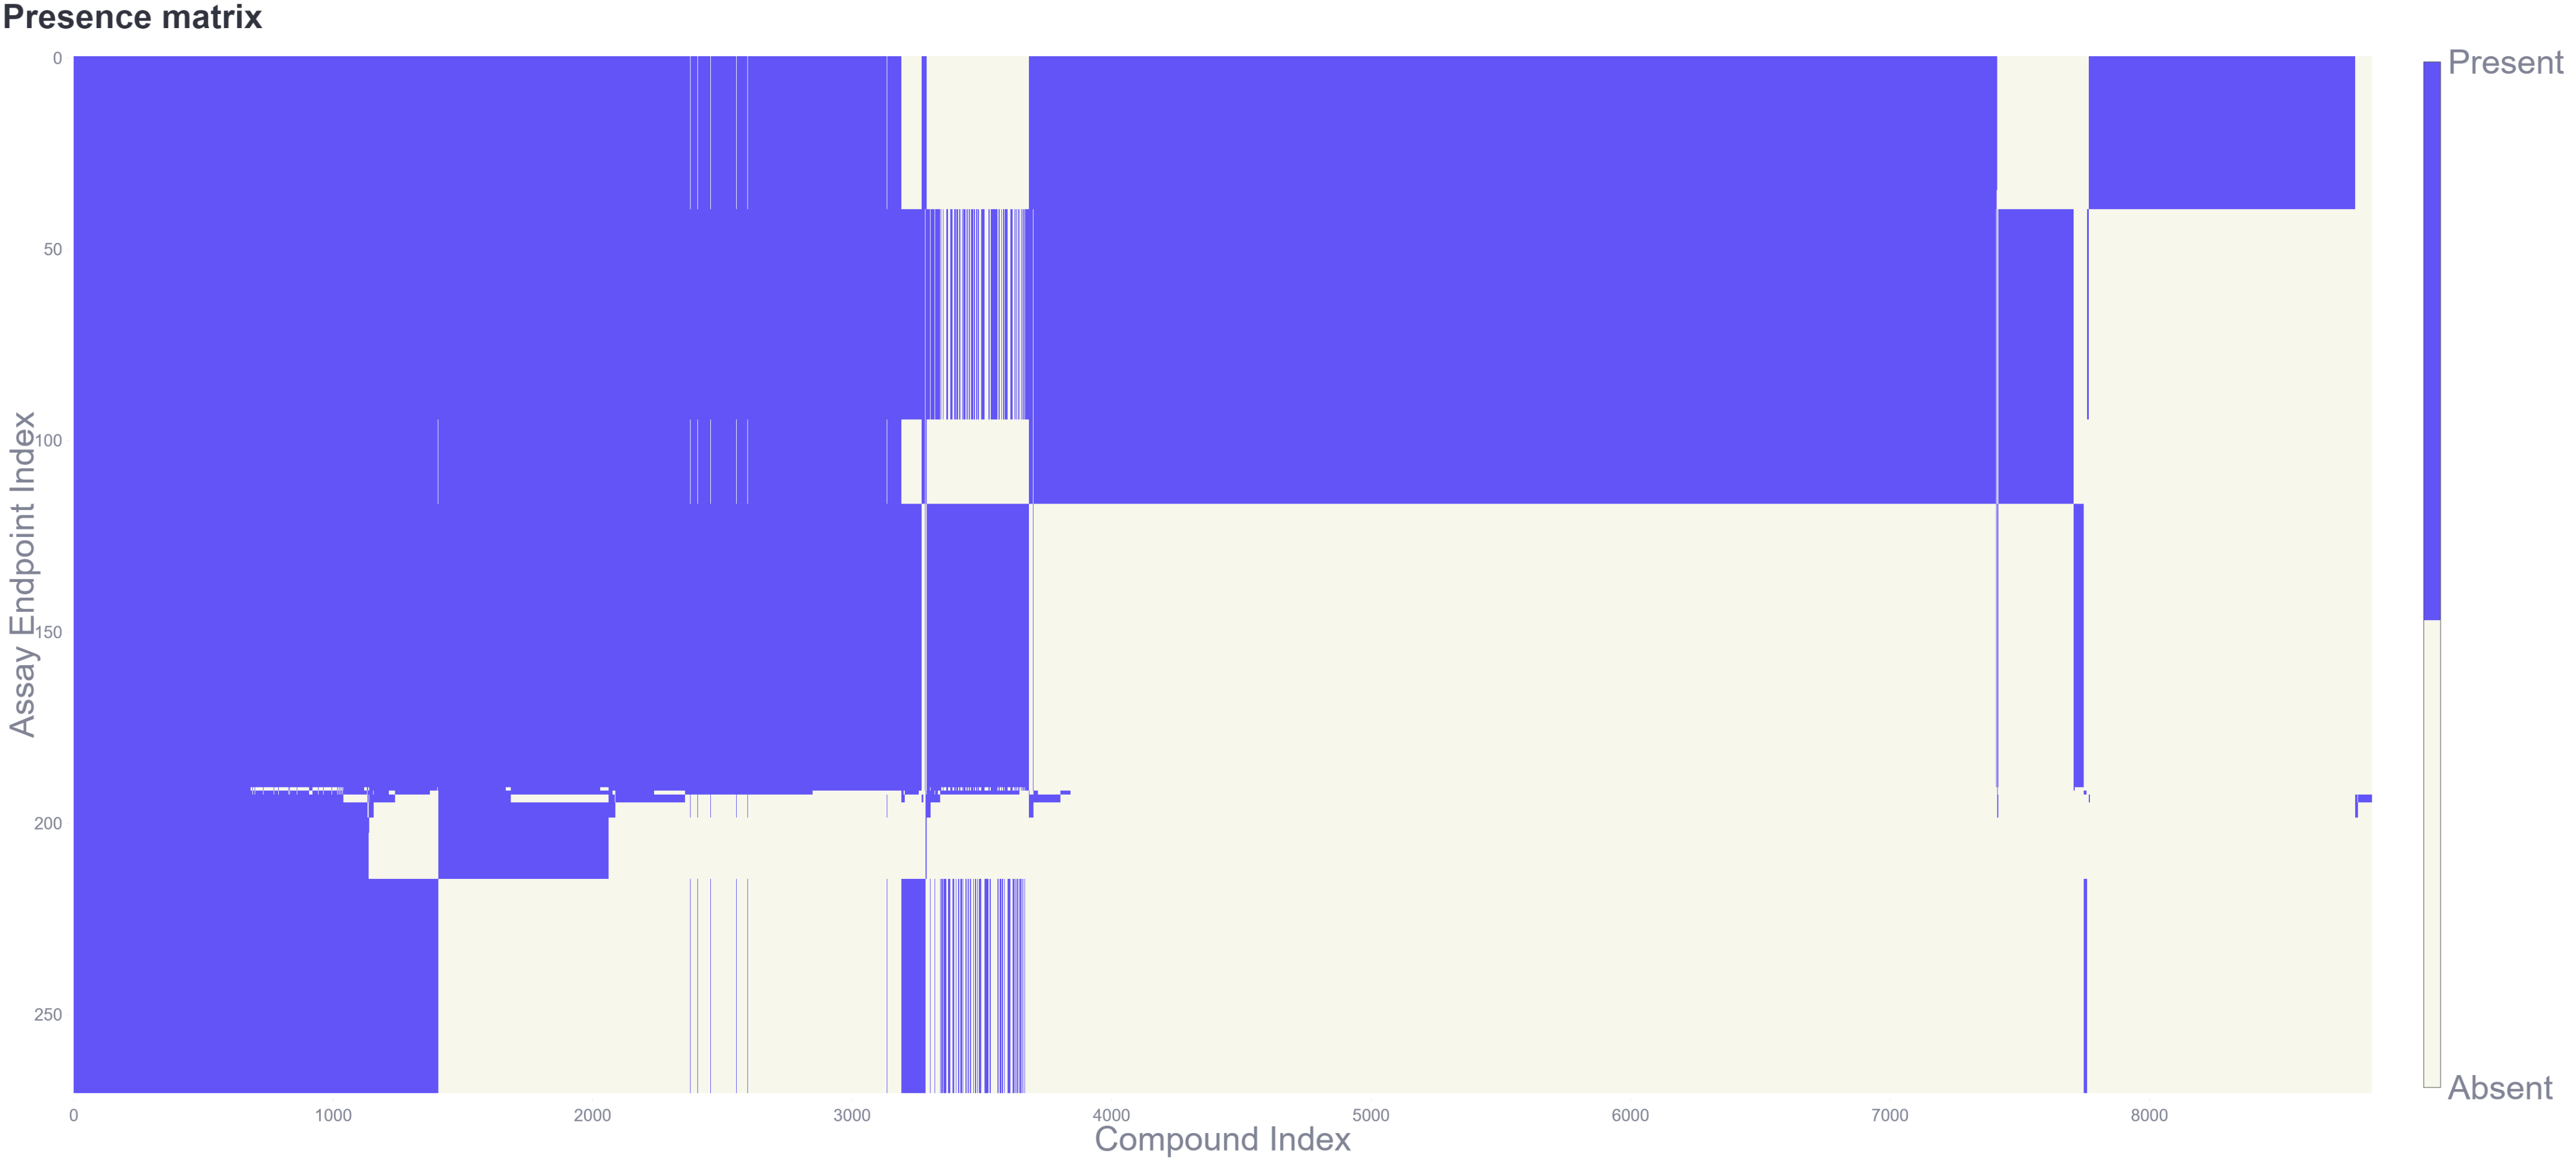 Presence matrix
0
50
100
150
200
250
Assay Endpoint Index
0 1000 2000 3000 4000 5000 6000 7000 8000
Compound Index
Present
Absent